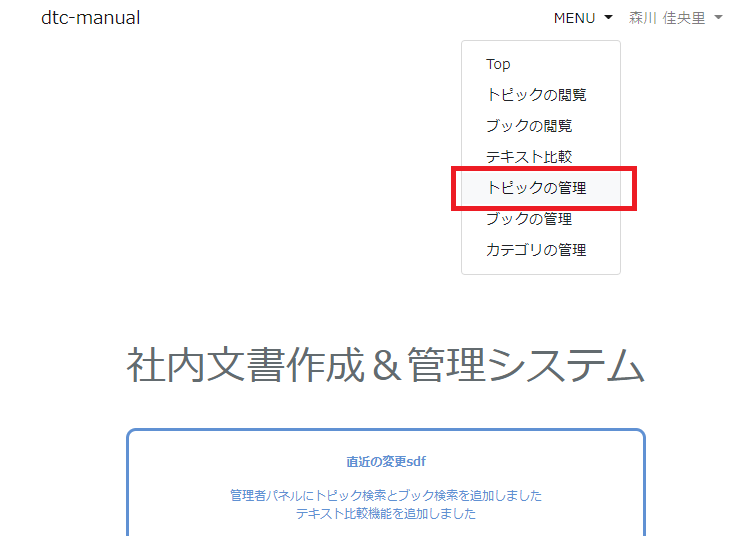 dtc-manual
MENU 森川 佳央里
Top
トピックの閲覧
ブックの閲覧
テキスト比較
トピックの管理
ブックの管理
カテゴリの管理
社内文書作成＆管理システム
直近の変更sdf
管理者パネルにトピック検索とブック検索を追加しました
テキスト比較機能を追加しました